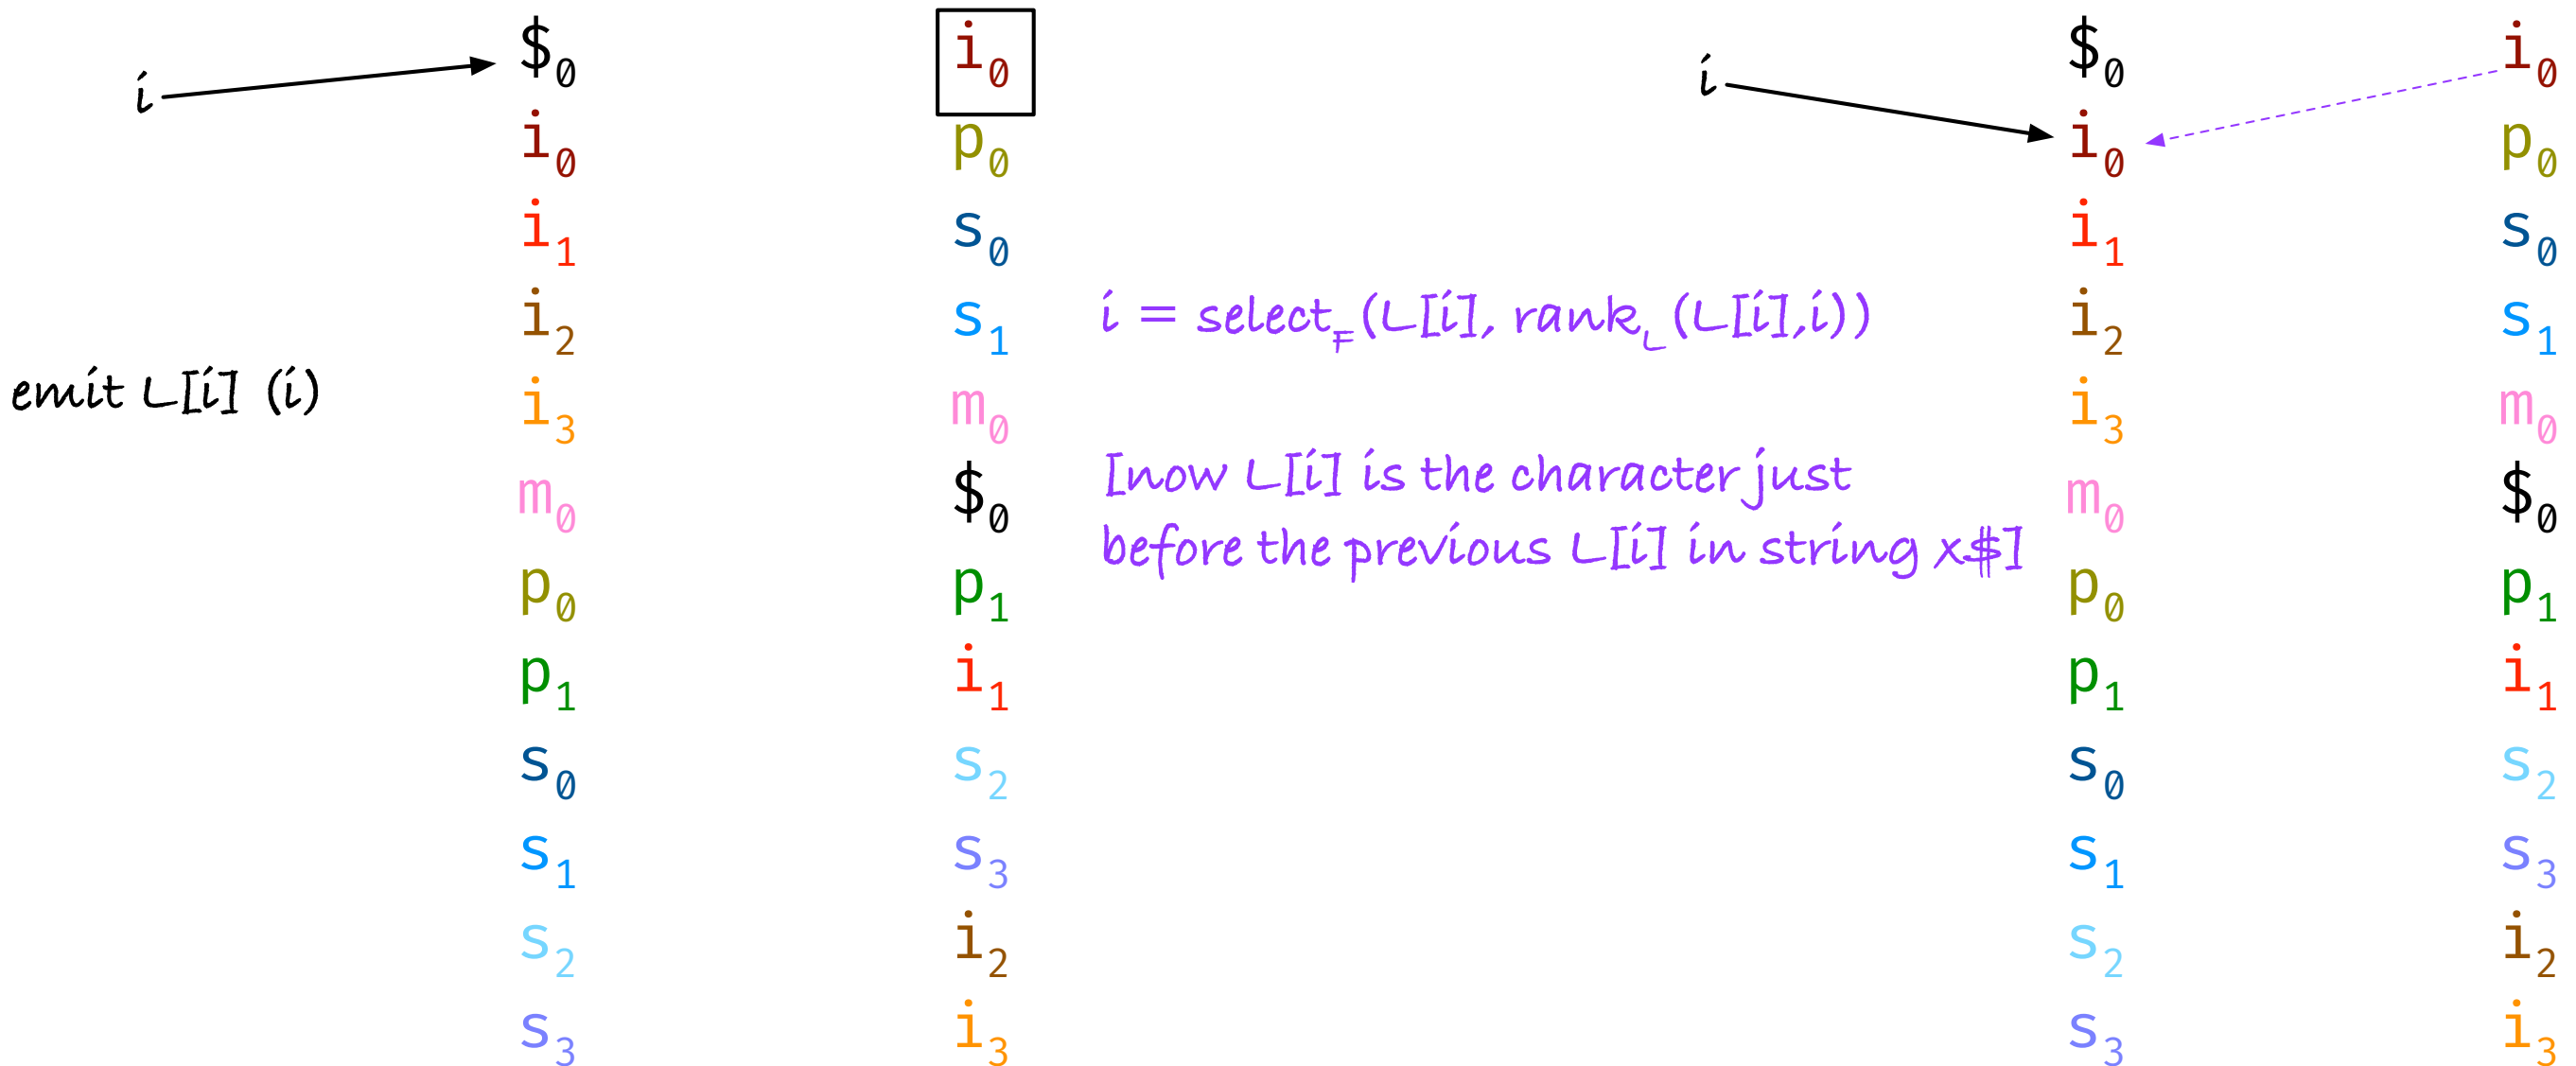 i
emit L[i] (i)
$0
i0
i1
i2
i3
m0
p0
p1
s0
s1
s2
s3
i0
p0
s0
s1
m0
$0
p1
i1
s2
s3
i2
i3
i = select_F(L[i], rank_L(L[i],i))
[now L[i] is the character just
before the previous L[i] in string x$]
i
$0
i0
i1
i2
i3
m0
p0
p1
s0
s1
s2
s3
i0
p0
s0
s1
m0
$0
p1
i1
s2
s3
i2
i3